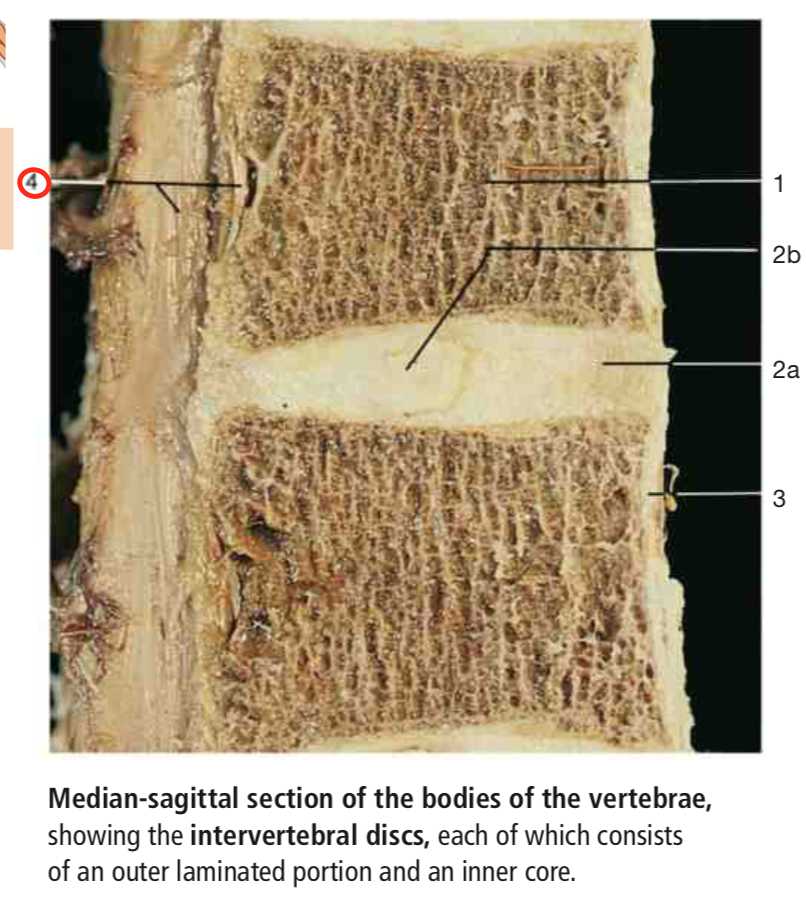 4
1
2b
2a
3
Median-sagittal section of the bodies of the vertebrae,
showing the intervertebral discs, each of which consists
of an outer laminated portion and an inner core.